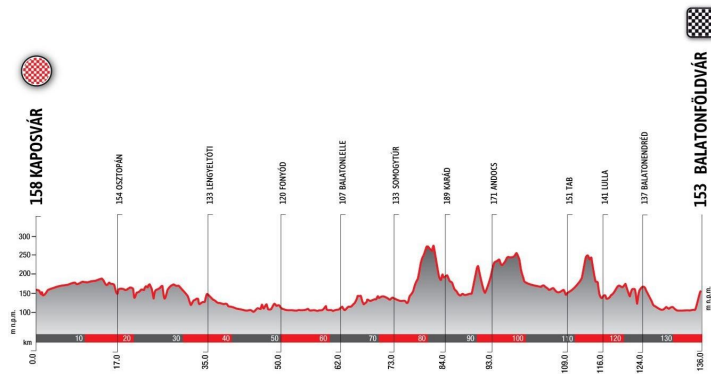 158 KAPOSVÁR
154 OSZTOPÁN
133 LENGYELTÓTI
120 FONYÓD
107 BALATONLELLE
133 SOMOGYTÚR
189 KARÁD
171 ANDOCS
151 TAB
141 LULLA
137 BALATONENDRÉD
153 BALATONFÖLDVÁR
300
250
200
150
100
m n.p.m.
m n.p.m.
km
10 20 30 40 50 60 70 80 90 100 110 120 130
0.0 17.0 35.0 50.0 62.0 73.0 84.0 93.0 109.0 116.0 124.0 136.0